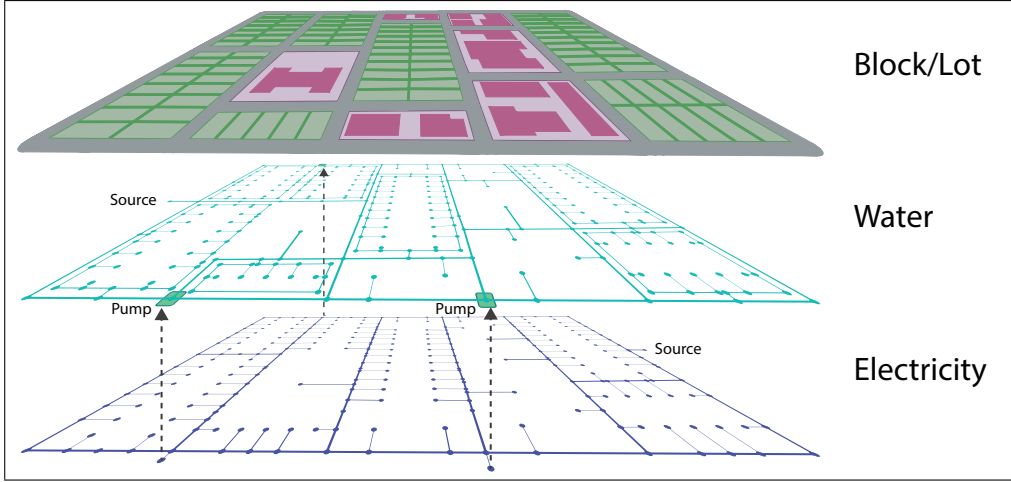 Block/Lot
Source
Water
Pump
Pump
Source
Electricity